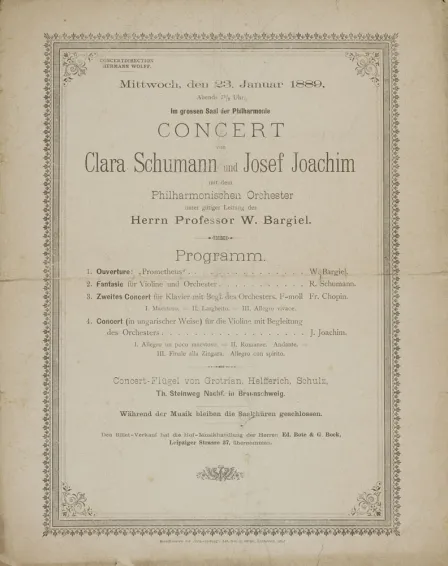 CONCERTDIRECTION
HERMANN WOLFF.
Mittwoch, den 23. Januar 1889,
Abends 7½ Uhr,
Im grossen Saal der Philharmonie
CONCERT
von
Clara Schumann und Josef Joachim
mit dem
Philharmonischen Orchester
unter gütiger Leitung des
Herrn Professor W. Bargiel.
Programm.
1. Ouverture „Prometheus“ . . . . . . . . . . W. Bargiel.
2. Fantasie für Violine und Orchester . . . . . . . . . . R. Schumann.
3. Zweites Concert für Klavier mit Begl. des Orchesters. F-moll Fr. Chopin.
I. Maestoso. — II. Larghetto. — III. Allegro vivace.
4. Concert (in ungarischer Weise) für die Violine mit Begleitung
des Orchesters . . . . . . . . . . J. Joachim.
I. Allegro un poco maestoso. — II. Romanze. Andante. —
III. Finale alla Zingara. Allegro con spirito.
Concert-Flügel von Grotrian, Helfferich, Schulz,
Th. Steinweg Nachf. in Braunschweig.
Während der Musik bleiben die Saalthüren geschlossen.
Den Billet-Verkauf hat die Hof-Musikhandlung der Herren Ed. Bote & G. Bock,
Leipziger Strasse 37, übernommen.